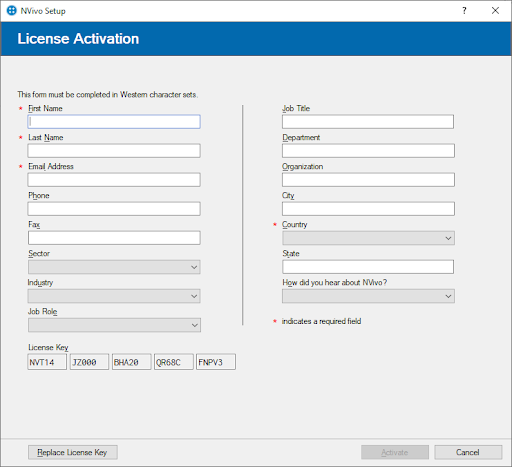 NVivo Setup
License Activation
This form must be completed in Western character sets.
* First Name
* Last Name
* Email Address
Phone
Fax
Sector
Industry
Job Role
Job Title
Department
Organization
City
* Country
State
How did you hear about NVivo?
* indicates a required field
License Key
NVT14 JZ000 BHA20 QR68C FNPV3
Replace License Key Activate Cancel